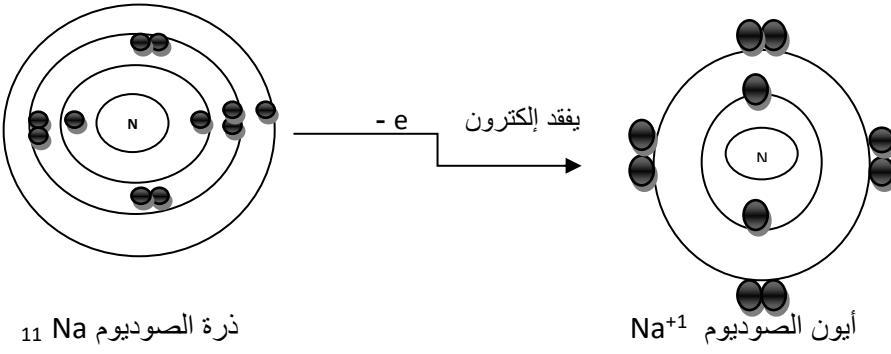 N
- e يفقد إلكترون
N
ذرة الصوديوم ₁₁ Na
أيون الصوديوم Na⁺¹